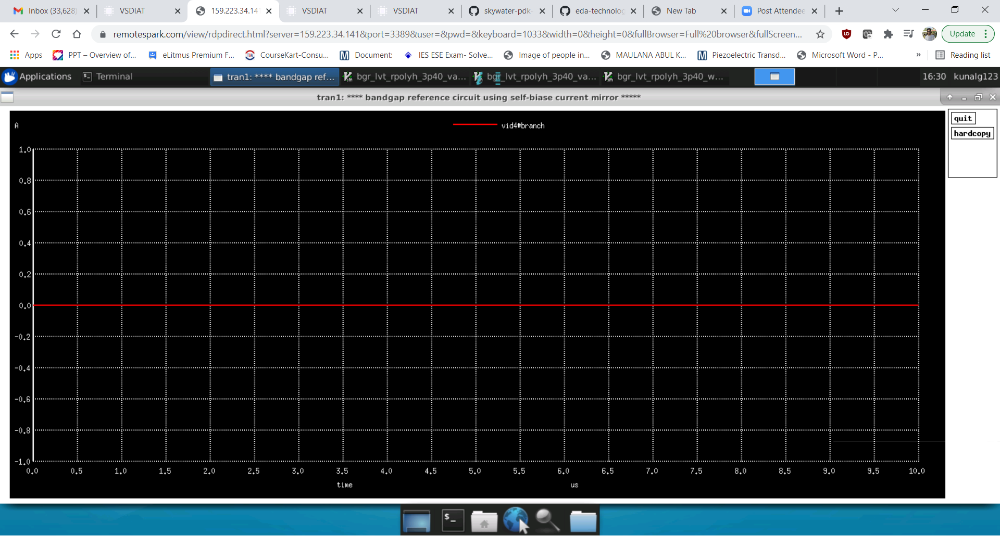 Inbox (33,628)
VSDIAT
159.223.34.141
VSDIAT
VSDIAT
skywater-pdk-
eda-technolog
New Tab
Post Attendee
remotespark.com/view/rdpdirect.html?server=159.223.34.141&port=3389&user=&pwd=&keyboard=1033&width=0&height=0&fullBrowser=Full%20browser&fullScreen...
Update
Apps
PPT – Overview of...
eLitmus Premium F...
CourseKart-Consu...
Document:
IES ESE Exam- Solve...
Image of people in...
MAULANA ABUL K...
Piezoelectric Transd...
Microsoft Word - P...
»
Reading list
Applications
Terminal
tran1: **** bandgap ref...
bgr_lvt_rpolyh_3p40_va...
bgr_lvt_rpolyh_3p40_va...
bgr_lvt_rpolyh_3p40_w...
16:30
kunalg123
tran1: **** bandgap reference circuit using self-biase current mirror *****
quit
hardcopy
A
vid4#branch
1.0
0.8
0.6
0.4
0.2
0.0
-0.2
-0.4
-0.6
-0.8
-1.0
0.0 0.5 1.0 1.5 2.0 2.5 3.0 3.5 4.0 4.5 5.0 5.5 6.0 6.5 7.0 7.5 8.0 8.5 9.0 9.5 10.0
time us